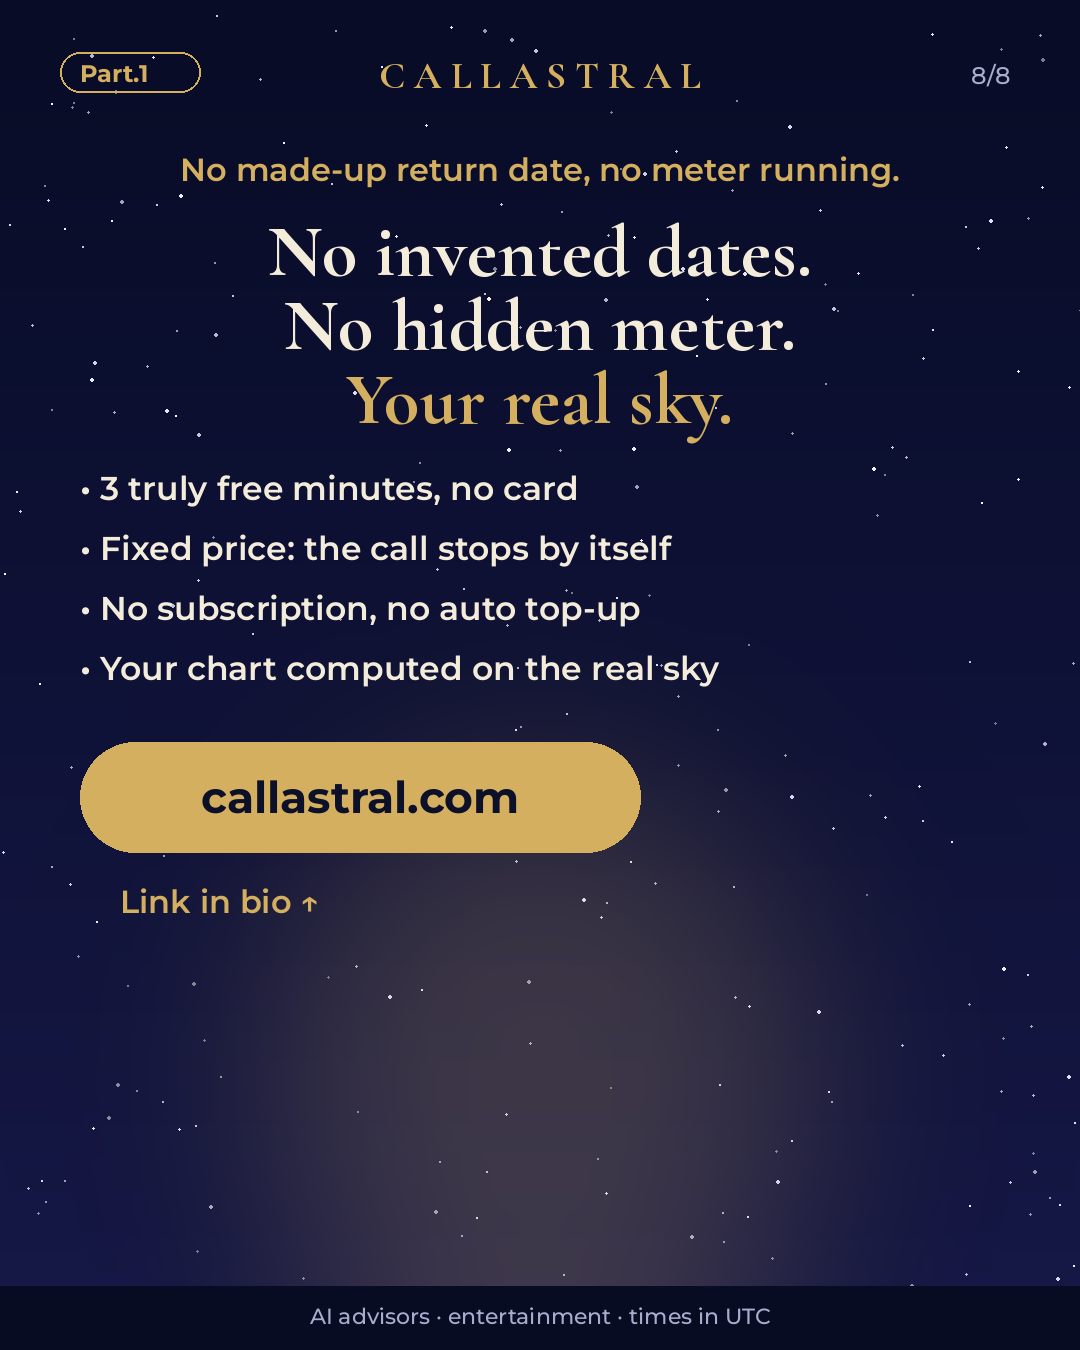 Part.1
CALLASTRAL
8/8
No made-up return date, no meter running.
No invented dates.
No hidden meter.
Your real sky.
• 3 truly free minutes, no card
• Fixed price: the call stops by itself
• No subscription, no auto top-up
• Your chart computed on the real sky
callastral.com
Link in bio ↑
AI advisors · entertainment · times in UTC